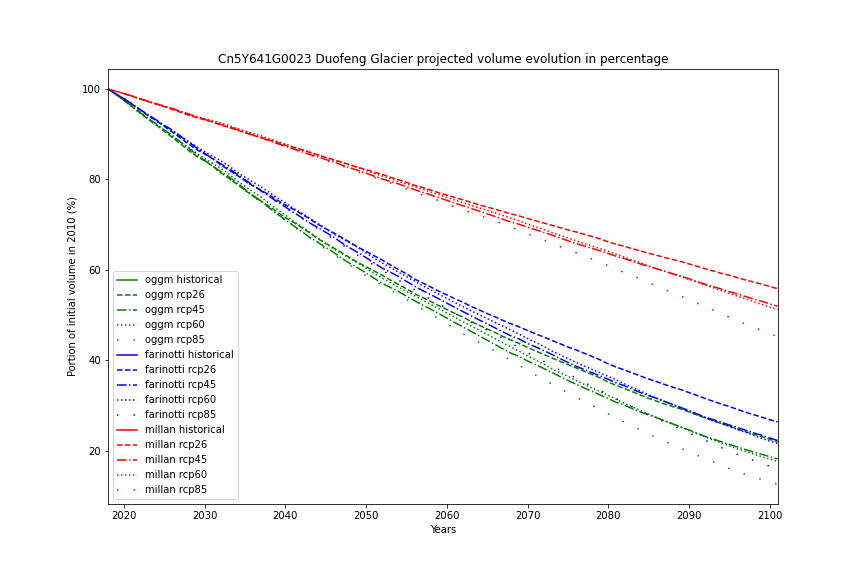 Cn5Y641G0023 Duofeng Glacier projected volume evolution in percentage
Portion of initial volume in 2010 (%)
100
80
60
40
20
oggm historical
oggm rcp26
oggm rcp45
oggm rcp60
oggm rcp85
farinotti historical
farinotti rcp26
farinotti rcp45
farinotti rcp60
farinotti rcp85
millan historical
millan rcp26
millan rcp45
millan rcp60
millan rcp85
2020 2030 2040 2050 2060 2070 2080 2090 2100
Years